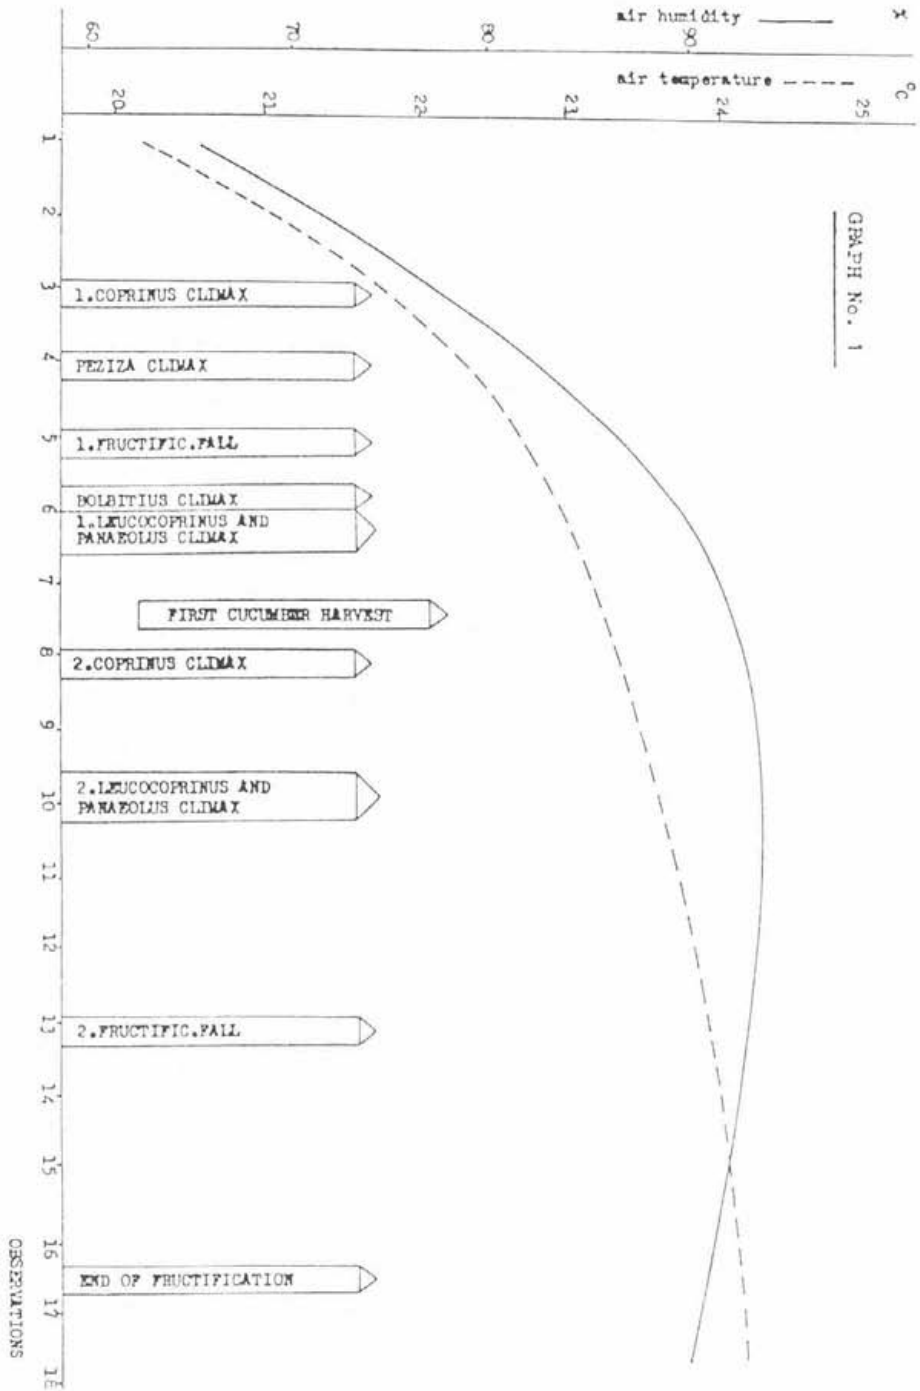 air humidity
%
60
70
80
90
air temperature
°C
20
21
22
23
24
25
GRAPH No. 1
1
2
3
1.COPRINUS CLIMAX
4
PEZIZA CLIMAX
5
1.FRUCTIFIC.FALL
BOLBITIUS CLIMAX
6
1.LEUCOCOPRINUS AND
PANAEOLUS CLIMAX
7
FIRST CUCUMBER HARVEST
8
2.COPRINUS CLIMAX
9
2.LEUCOCOPRINUS AND
10
PANAEOLUS CLIMAX
11
12
13
2.FRUCTIFIC.FALL
14
15
16
END OF FRUCTIFICATION
17
18
OBSERVATIONS